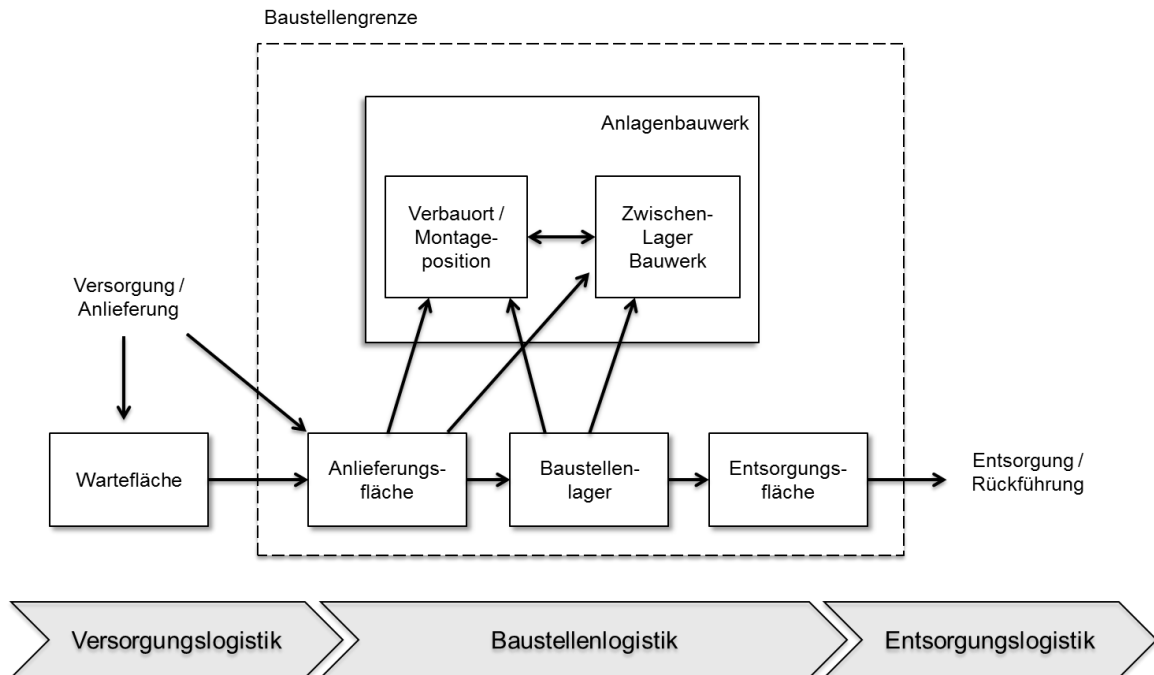 Baustellengrenze
Anlagenbauwerk
Verbauort /
Montage-
position
Zwischen-
Lager
Bauwerk
Versorgung /
Anlieferung
Wartefläche
Anlieferungs-
fläche
Baustellen-
lager
Entsorgungs-
fläche
Entsorgung /
Rückführung
Versorgungslogistik
Baustellenlogistik
Entsorgungslogistik